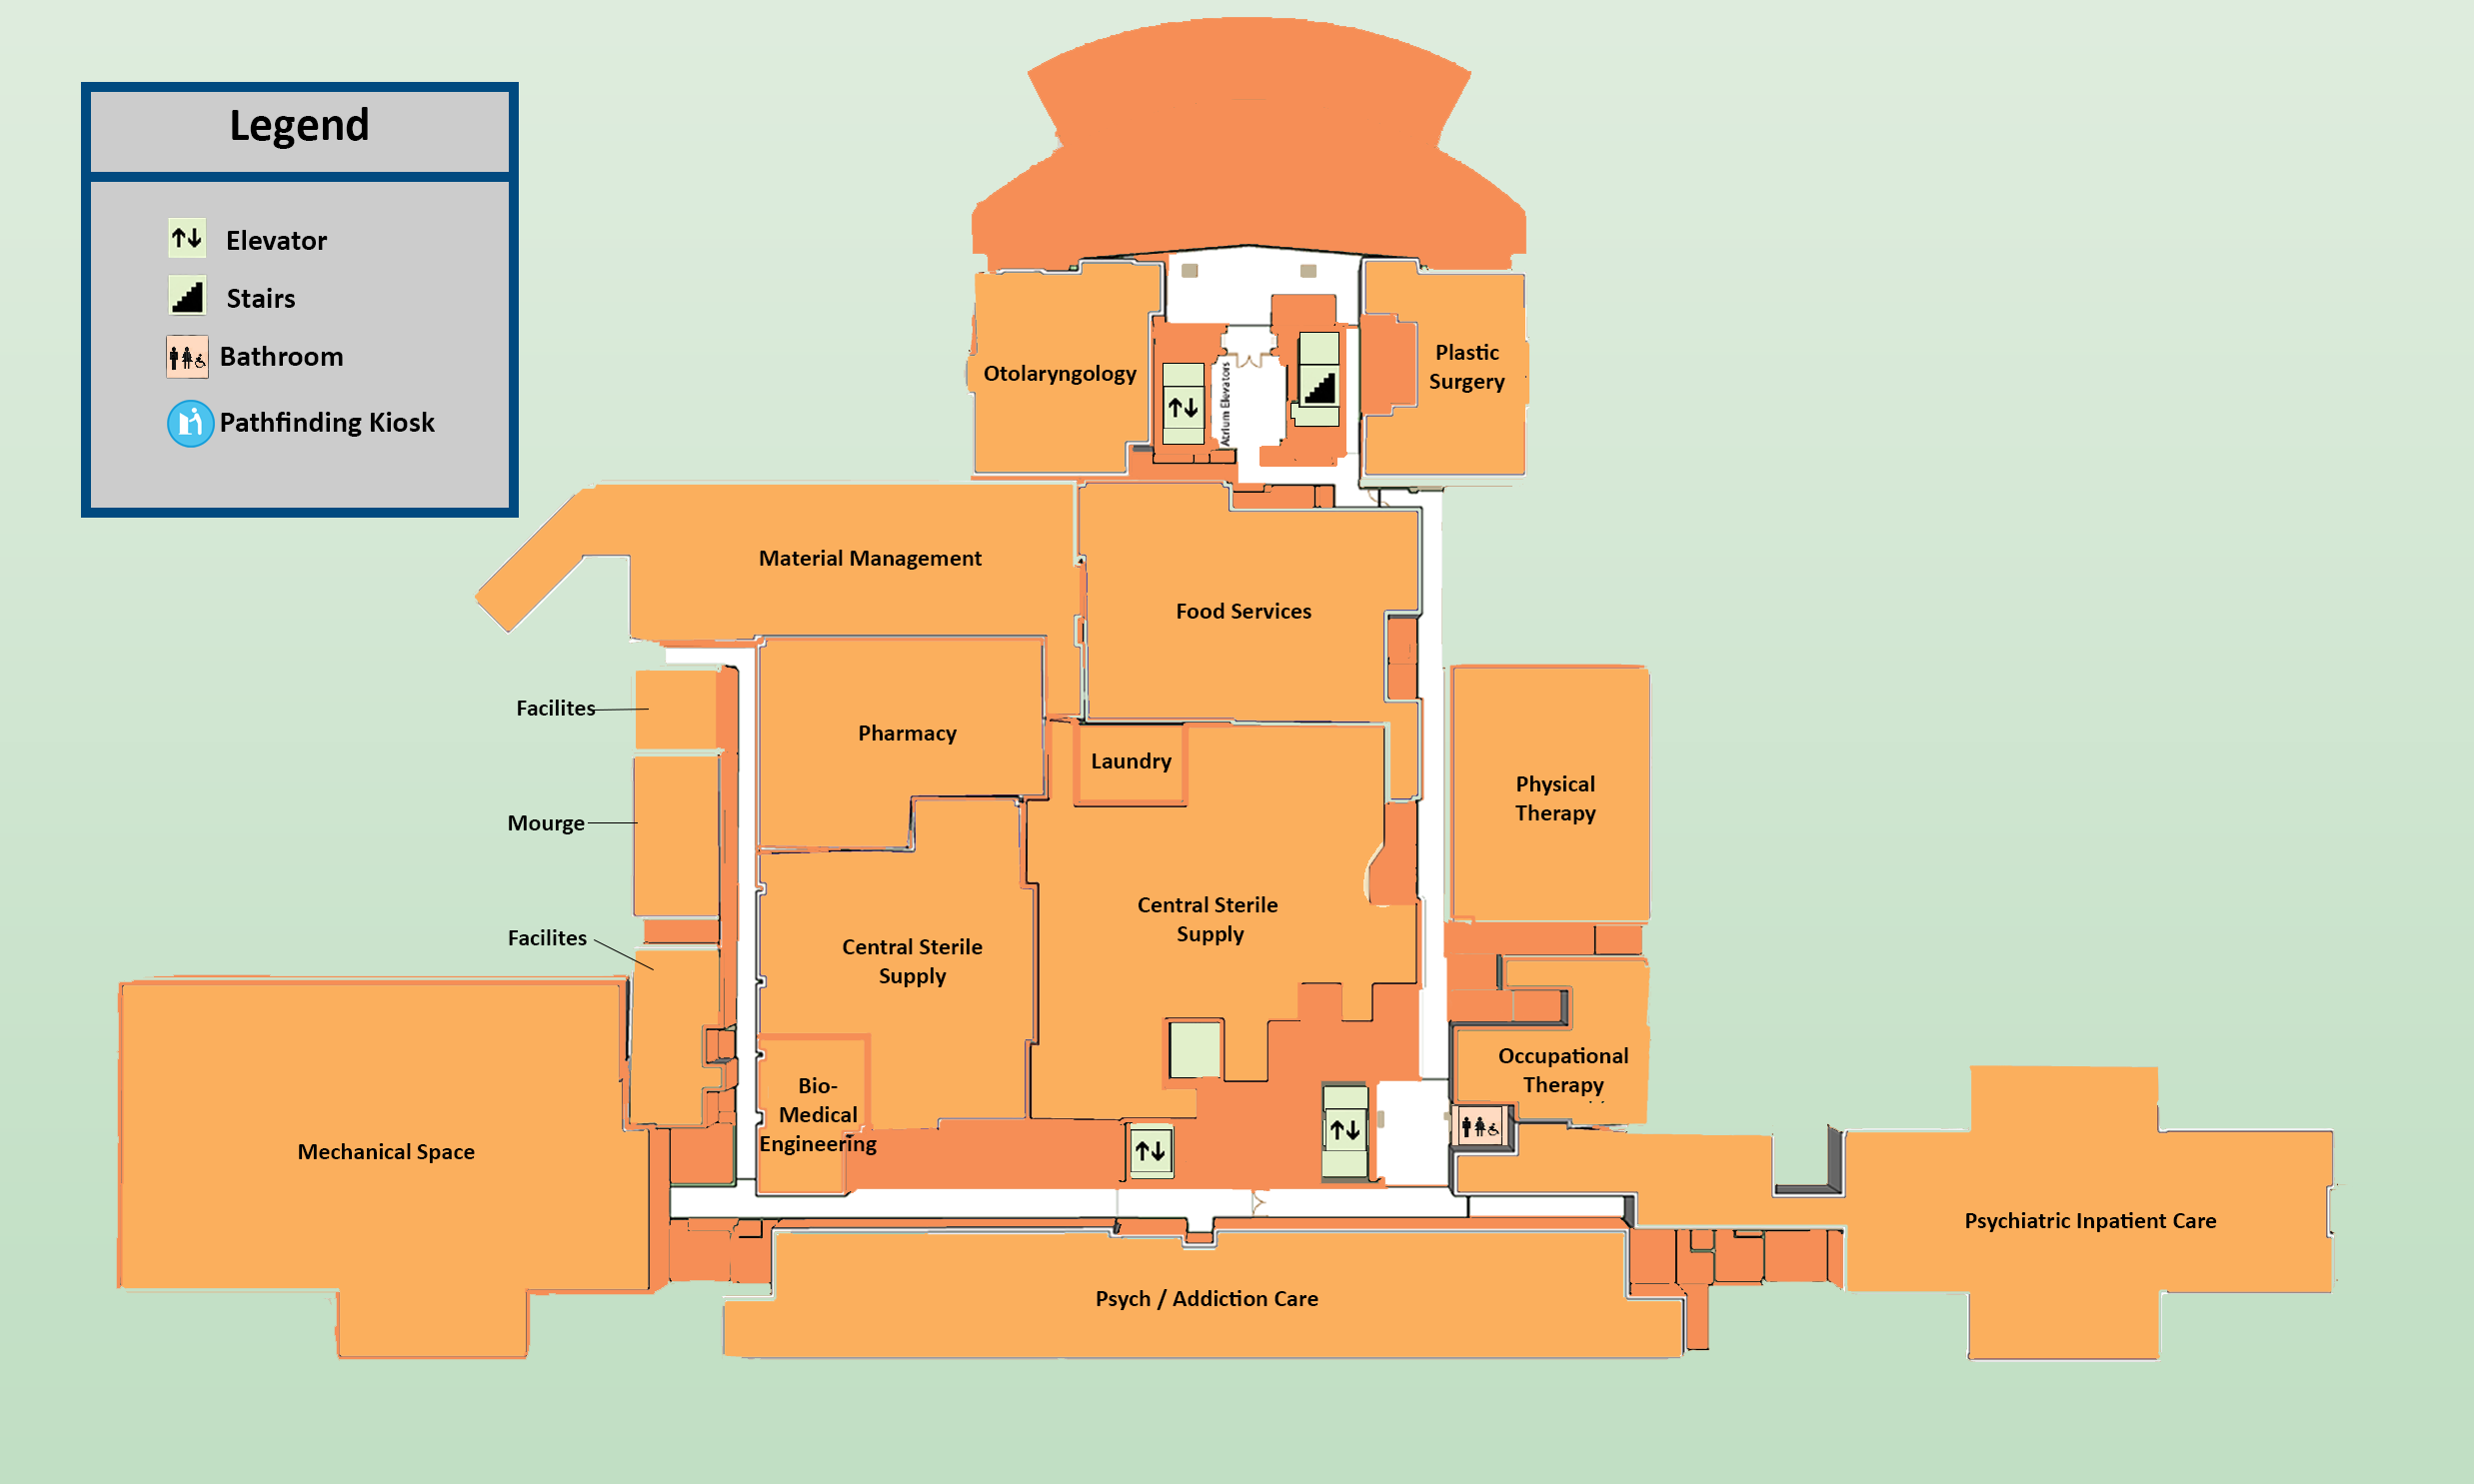 Legend
Elevator
Stairs
Bathroom
Pathfinding Kiosk
Otolaryngology
Atrium Elevators
Plastic
Surgery
Material Management
Food Services
Facilites
Pharmacy
Laundry
Physical
Therapy
Mourge
Central Sterile
Supply
Facilites
Central Sterile
Supply
Occupational
Therapy
Bio-
Medical
Engineering
Mechanical Space
Psychiatric Inpatient Care
Psych / Addiction Care